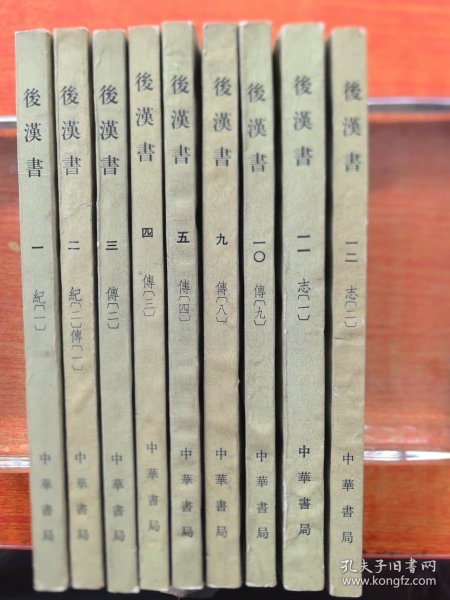 後漢書 一 紀〔一〕 中華書局
後漢書 二 紀〔二〕傳〔一〕 中華書局
後漢書 三 傳〔二〕 中華書局
後漢書 四 傳〔三〕 中華書局
後漢書 五 傳〔四〕 中華書局
後漢書 九 傳〔八〕 中華書局
後漢書 一〇 傳〔九〕 中華書局
後漢書 一一 志〔一〕 中華書局
後漢書 一二 志〔二〕 中華書局
孔夫子旧书网
book.kongfz.com